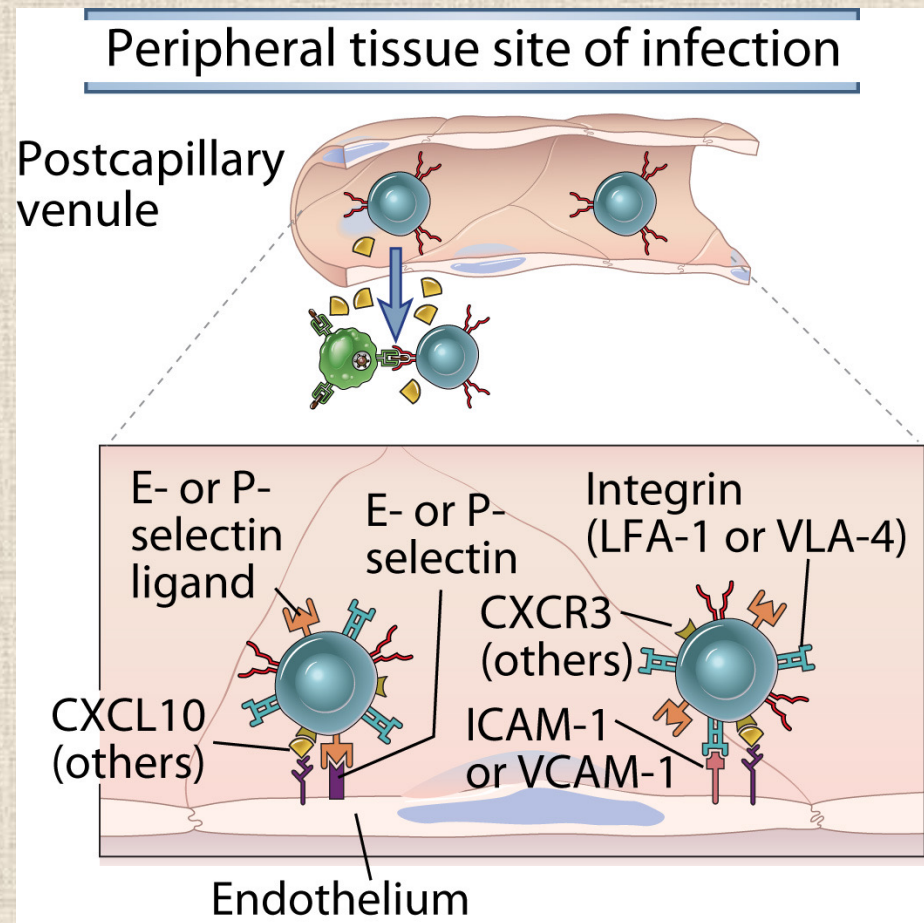 Peripheral tissue site of infection
Postcapillary
venule
E- or P-
selectin
ligand
E- or P-
selectin
Integrin
(LFA-1 or VLA-4)
CXCR3
(others)
CXCL10
(others)
ICAM-1
or VCAM-1
Endothelium